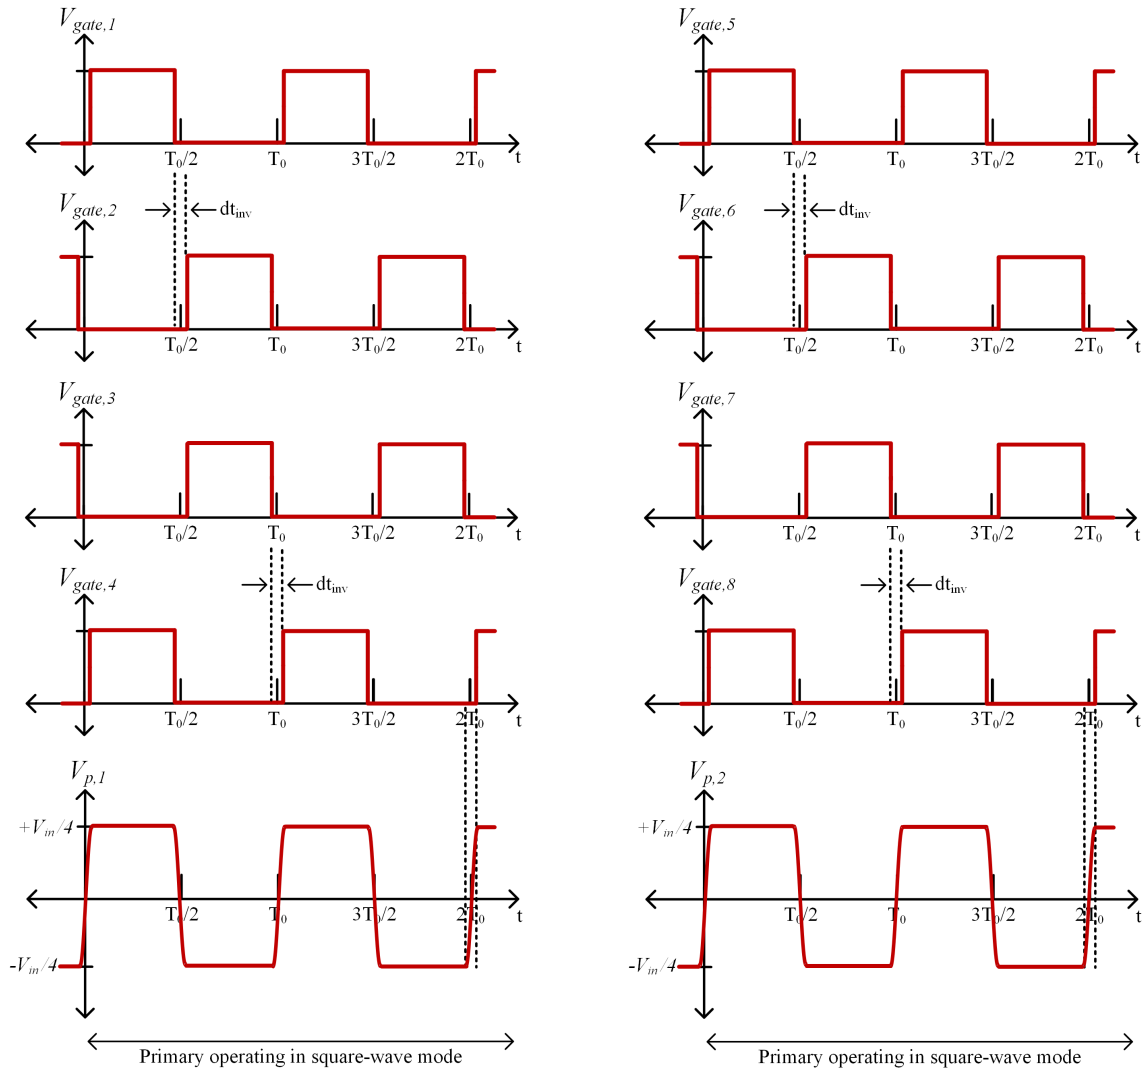 Vgate,1
T0/2 T0 3T0/2 2T0 t
Vgate,2
dtinv
T0/2 T0 3T0/2 2T0 t
Vgate,3
T0/2 T0 3T0/2 2T0 t
Vgate,4
dtinv
T0/2 T0 3T0/2 2T0 t
Vp,1
+Vin/4
T0/2 T0 3T0/2 2T0 t
-Vin/4
Primary operating in square-wave mode
Vgate,5
T0/2 T0 3T0/2 2T0 t
Vgate,6
dtinv
T0/2 T0 3T0/2 2T0 t
Vgate,7
T0/2 T0 3T0/2 2T0 t
Vgate,8
dtinv
T0/2 T0 3T0/2 2T0 t
Vp,2
+Vin/4
T0/2 T0 3T0/2 2T0 t
-Vin/4
Primary operating in square-wave mode